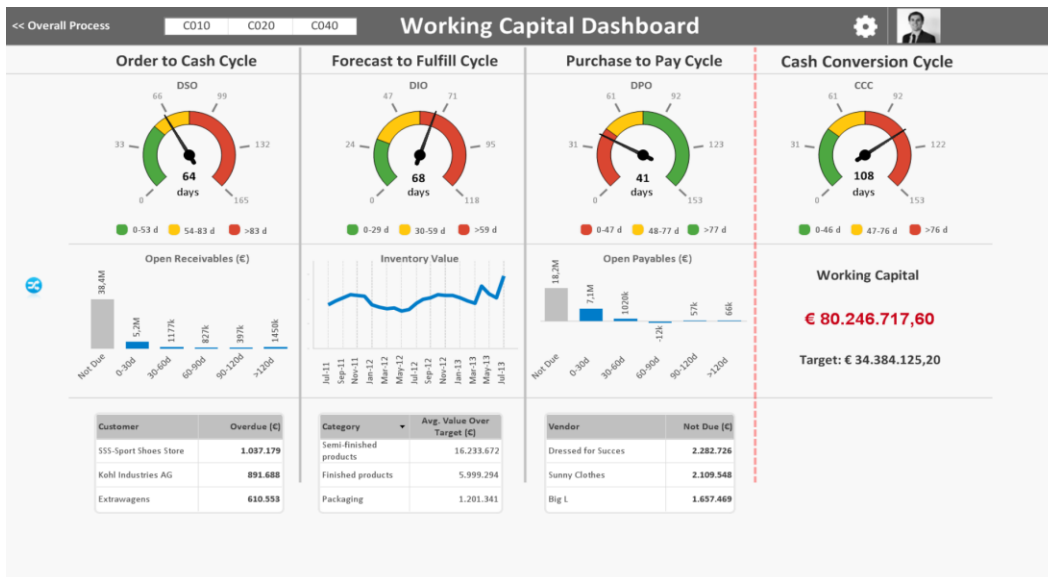 << Overall Process
C010 C020 C040
Working Capital Dashboard
Order to Cash Cycle
DSO
0 33 66 99 132 165
64
days
0-53 d 54-83 d >83 d
Forecast to Fulfill Cycle
DIO
0 24 47 71 95 118
68
days
0-29 d 30-59 d >59 d
Purchase to Pay Cycle
DPO
0 31 61 92 123 153
41
days
0-47 d 48-77 d >77 d
Cash Conversion Cycle
CCC
0 31 61 92 122 153
108
days
0-46 d 47-76 d >76 d
Open Receivables (€)
38,4M 5,2M 1177k 827k 397k 1450k
Not Due 0-30d 30-60d 60-90d 90-120d >120d
Inventory Value
Jul-11 Sep-11 Nov-11 Jan-12 Mar-12 May-12 Jul-12 Sep-12 Nov-12 Jan-13 Mar-13 May-13 Jul-13
Open Payables (€)
18,2M 7,1M 1020k -12k 57k 66k
Not Due 0-30d 30-60d 60-90d 90-120d >120d
Working Capital
€ 80.246.717,60
Target: € 34.384.125,20
Customer Overdue (€)
SSS-Sport Shoes Store 1.037.179
Kohl Industries AG 891.688
Extrawagens 610.553
Category Avg. Value Over
Target (€)
Semi-finished
products 16.233.672
Finished products 5.999.294
Packaging 1.201.341
Vendor Not Due (€)
Dressed for Succes 2.282.726
Sunny Clothes 2.109.548
Big L 1.657.469